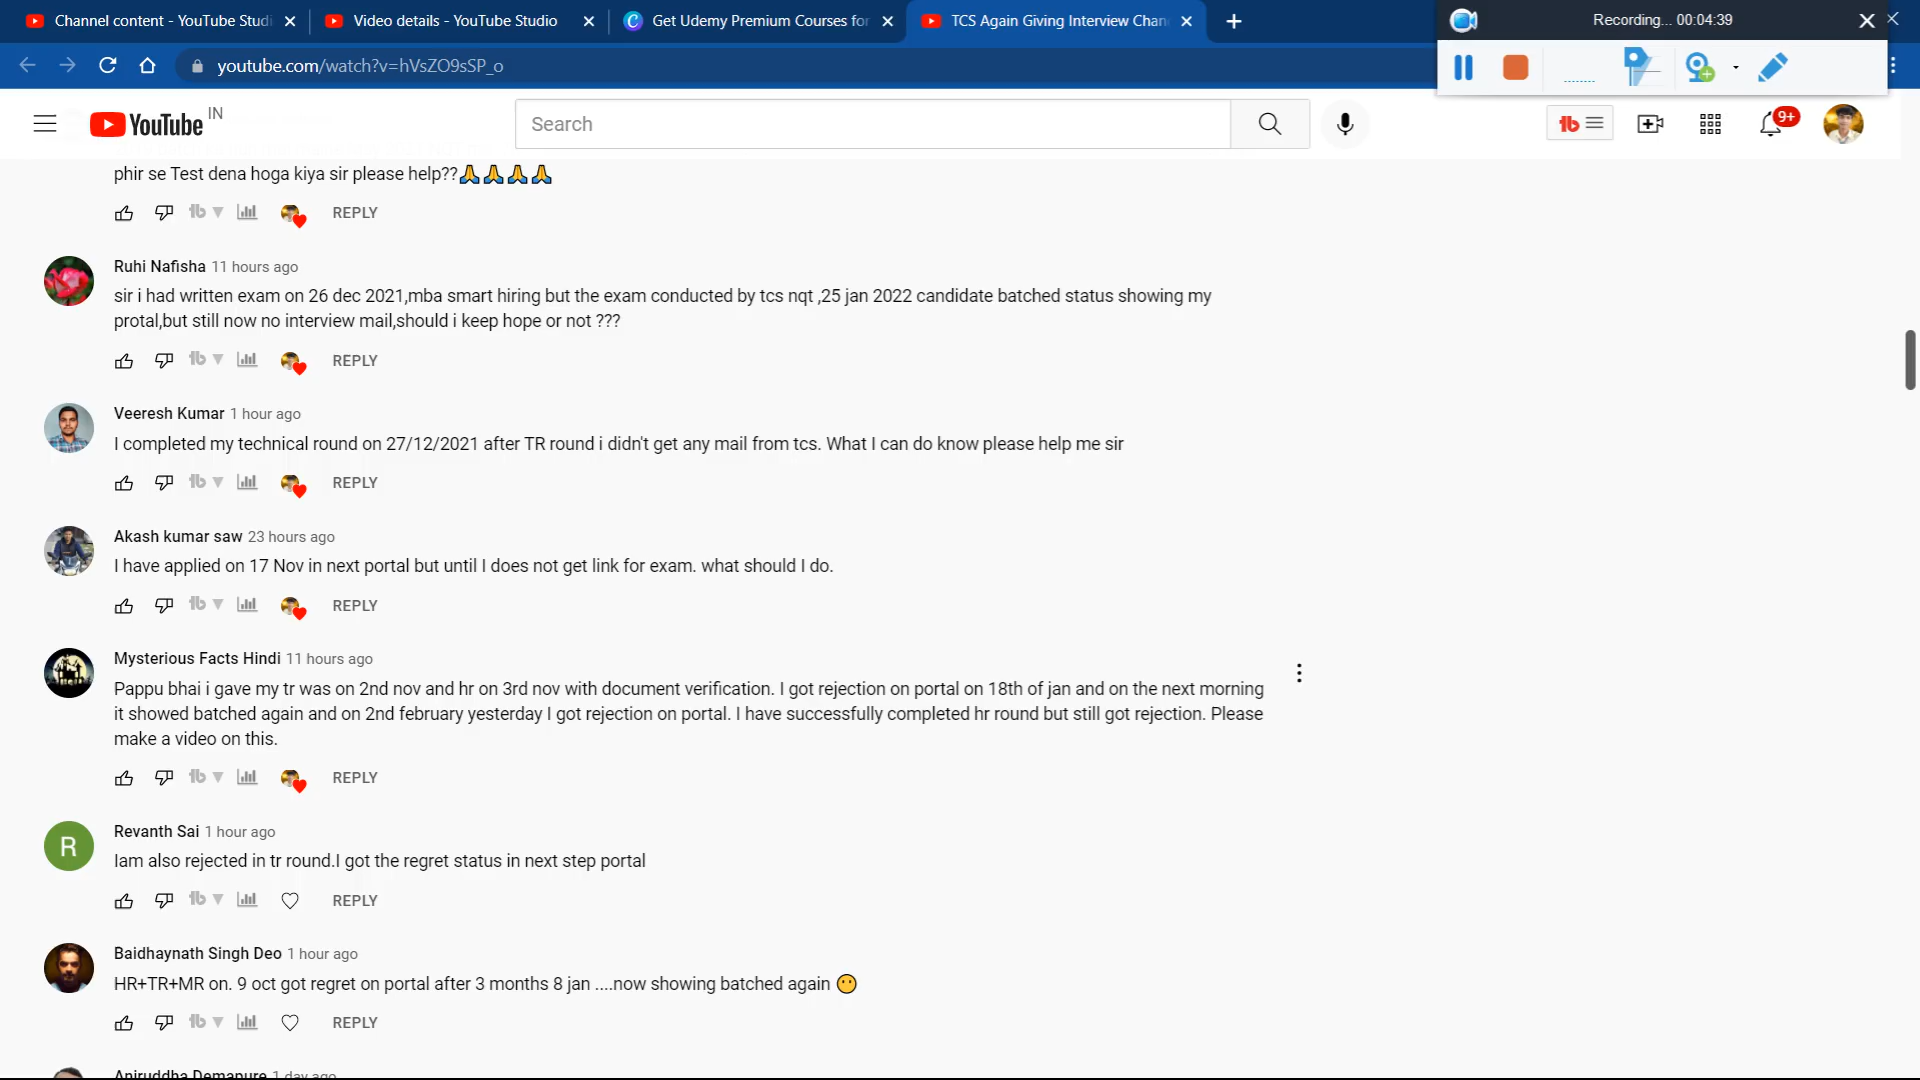 Channel content - YouTube Studi
Video details - YouTube Studio
Get Udemy Premium Courses for
TCS Again Giving Interview Chan
Recording... 00:04:39
youtube.com/watch?v=hVsZO9sSP_o
YouTube IN
Search
9+
phir se Test dena hoga kiya sir please help??🙏🙏🙏🙏
REPLY
Ruhi Nafisha 11 hours ago
sir i had written exam on 26 dec 2021,mba smart hiring but the exam conducted by tcs nqt ,25 jan 2022 candidate batched status showing my
protal,but still now no interview mail,should i keep hope or not ???
REPLY
Veeresh Kumar 1 hour ago
I completed my technical round on 27/12/2021 after TR round i didn't get any mail from tcs. What I can do know please help me sir
REPLY
Akash kumar saw 23 hours ago
I have applied on 17 Nov in next portal but until I does not get link for exam. what should I do.
REPLY
Mysterious Facts Hindi 11 hours ago
Pappu bhai i gave my tr was on 2nd nov and hr on 3rd nov with document verification. I got rejection on portal on 18th of jan and on the next morning
it showed batched again and on 2nd february yesterday I got rejection on portal. I have successfully completed hr round but still got rejection. Please
make a video on this.
REPLY
R
Revanth Sai 1 hour ago
Iam also rejected in tr round.I got the regret status in next step portal
REPLY
Baidhaynath Singh Deo 1 hour ago
HR+TR+MR on. 9 oct got regret on portal after 3 months 8 jan ....now showing batched again 😶
REPLY
Aniruddha Demapure 1 day ago